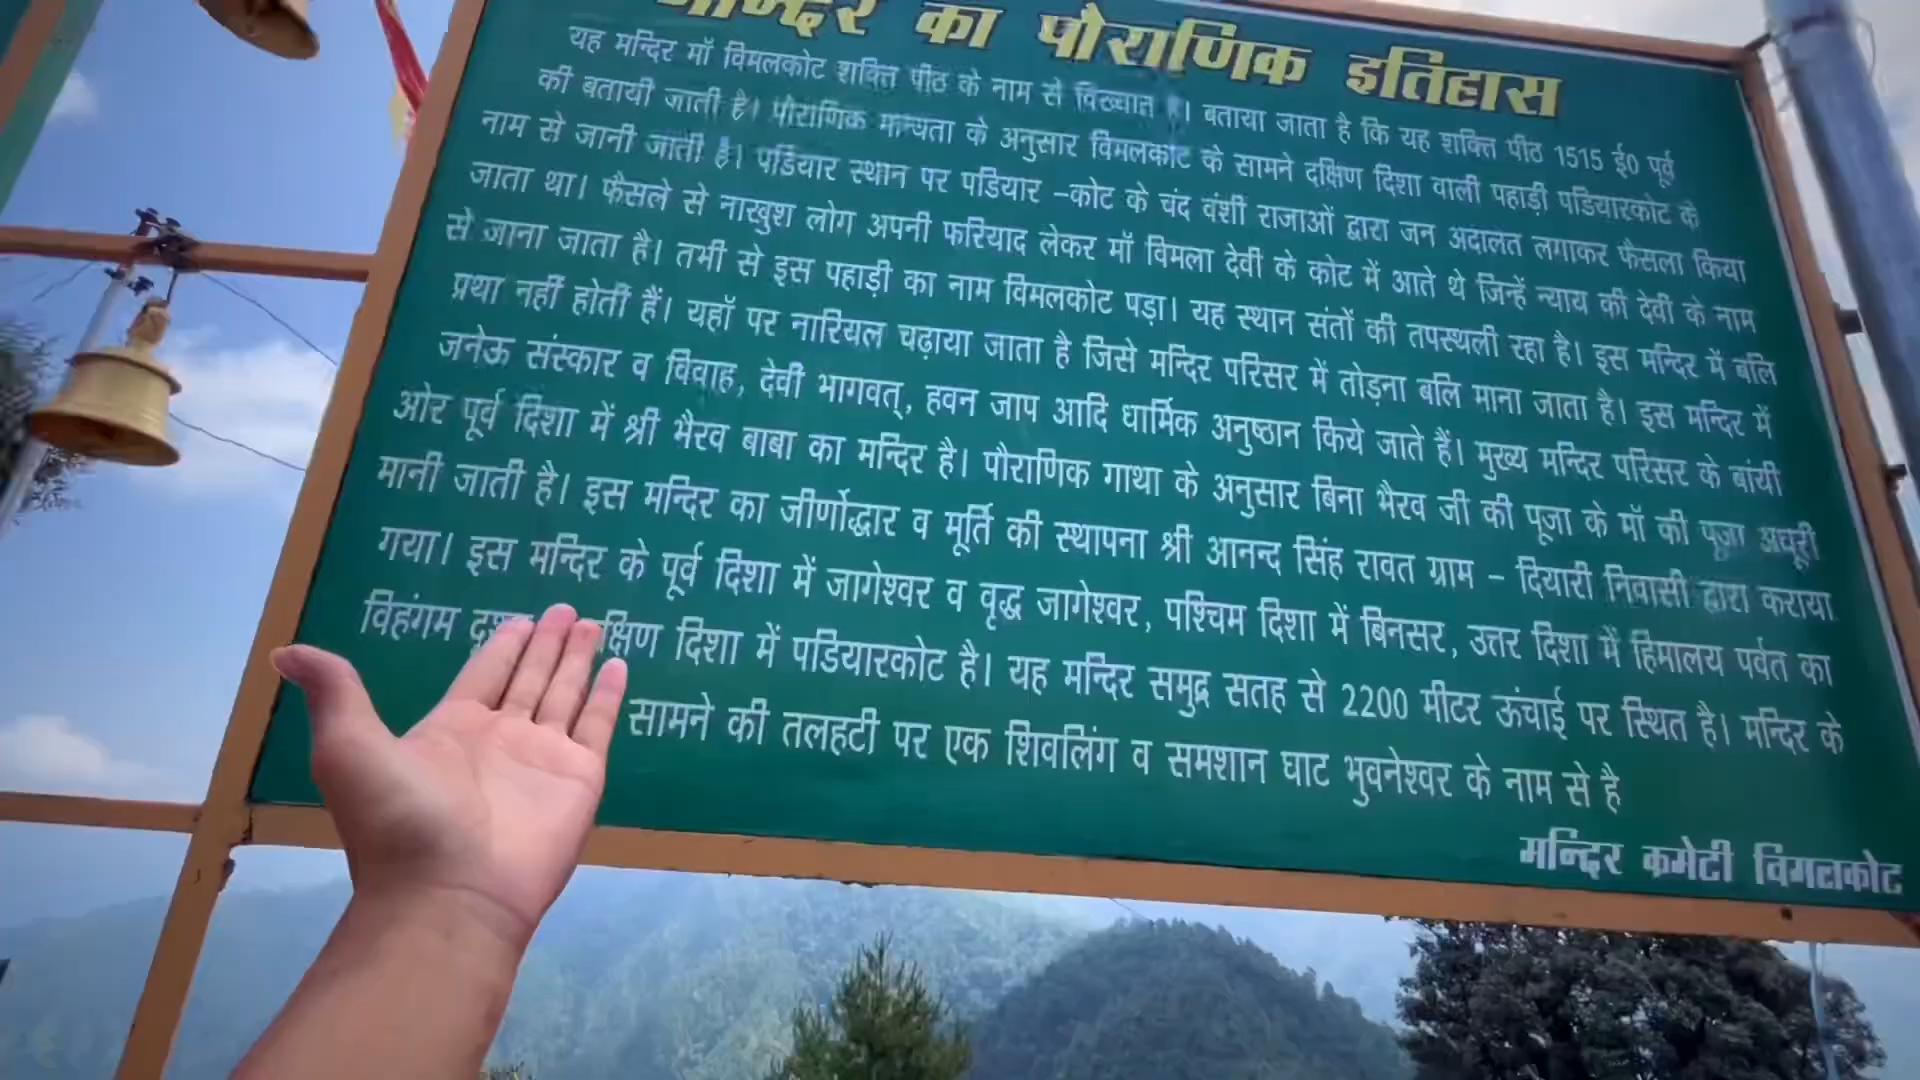 मन्दिर का पौराणिक इतिहास
यह मन्दिर माँ विमलकोट शक्ति पीठ के नाम से विख्यात है। बताया जाता है कि यह शक्ति पीठ 1515 ई0 पूर्व
की बतायी जाती है। पौराणिक मान्यता के अनुसार विमलकोट के सामने दक्षिण दिशा वाली पहाड़ी पडियारकोट के
नाम से जानी जाती है। पडियार स्थान पर पडियार –कोट के चंद वंशी राजाओं द्वारा जन अदालत लगाकर फैसला किया
जाता था। फैसले से नाखुश लोग अपनी फरियाद लेकर माँ विमला देवी के कोट में आते थे जिन्हें न्याय की देवी के नाम
से जाना जाता है। तभी से इस पहाड़ी का नाम विमलकोट पड़ा। यह स्थान संतों की तपस्थली रहा है। इस मन्दिर में बलि
प्रथा नहीं होती हैं। यहाँ पर नारियल चढ़ाया जाता है जिसे मन्दिर परिसर में तोड़ना बलि माना जाता है। इस मन्दिर में
जनेऊ संस्कार व विवाह, देवी भागवत्, हवन जाप आदि धार्मिक अनुष्ठान किये जाते हैं। मुख्य मन्दिर परिसर के बांयी
ओर पूर्व दिशा में श्री भैरव बाबा का मन्दिर है। पौराणिक गाथा के अनुसार बिना भैरव जी की पूजा के माँ की पूजा अधूरी
मानी जाती है। इस मन्दिर का जीर्णोद्धार व मूर्ति की स्थापना श्री आनन्द सिंह रावत ग्राम – दियारी निवासी द्वारा कराया
गया। इस मन्दिर के पूर्व दिशा में जागेश्वर व वृद्ध जागेश्वर, पश्चिम दिशा में बिनसर, उत्तर दिशा में हिमालय पर्वत का
विहंगम दिशा में पडियारकोट है। यह मन्दिर समुद्र सतह से 2200 मीटर ऊंचाई पर स्थित है। मन्दिर के
सामने की तलहटी पर एक शिवलिंग व समशान घाट भुवनेश्वर के नाम से है
मन्दिर कमेटी विमलकोट